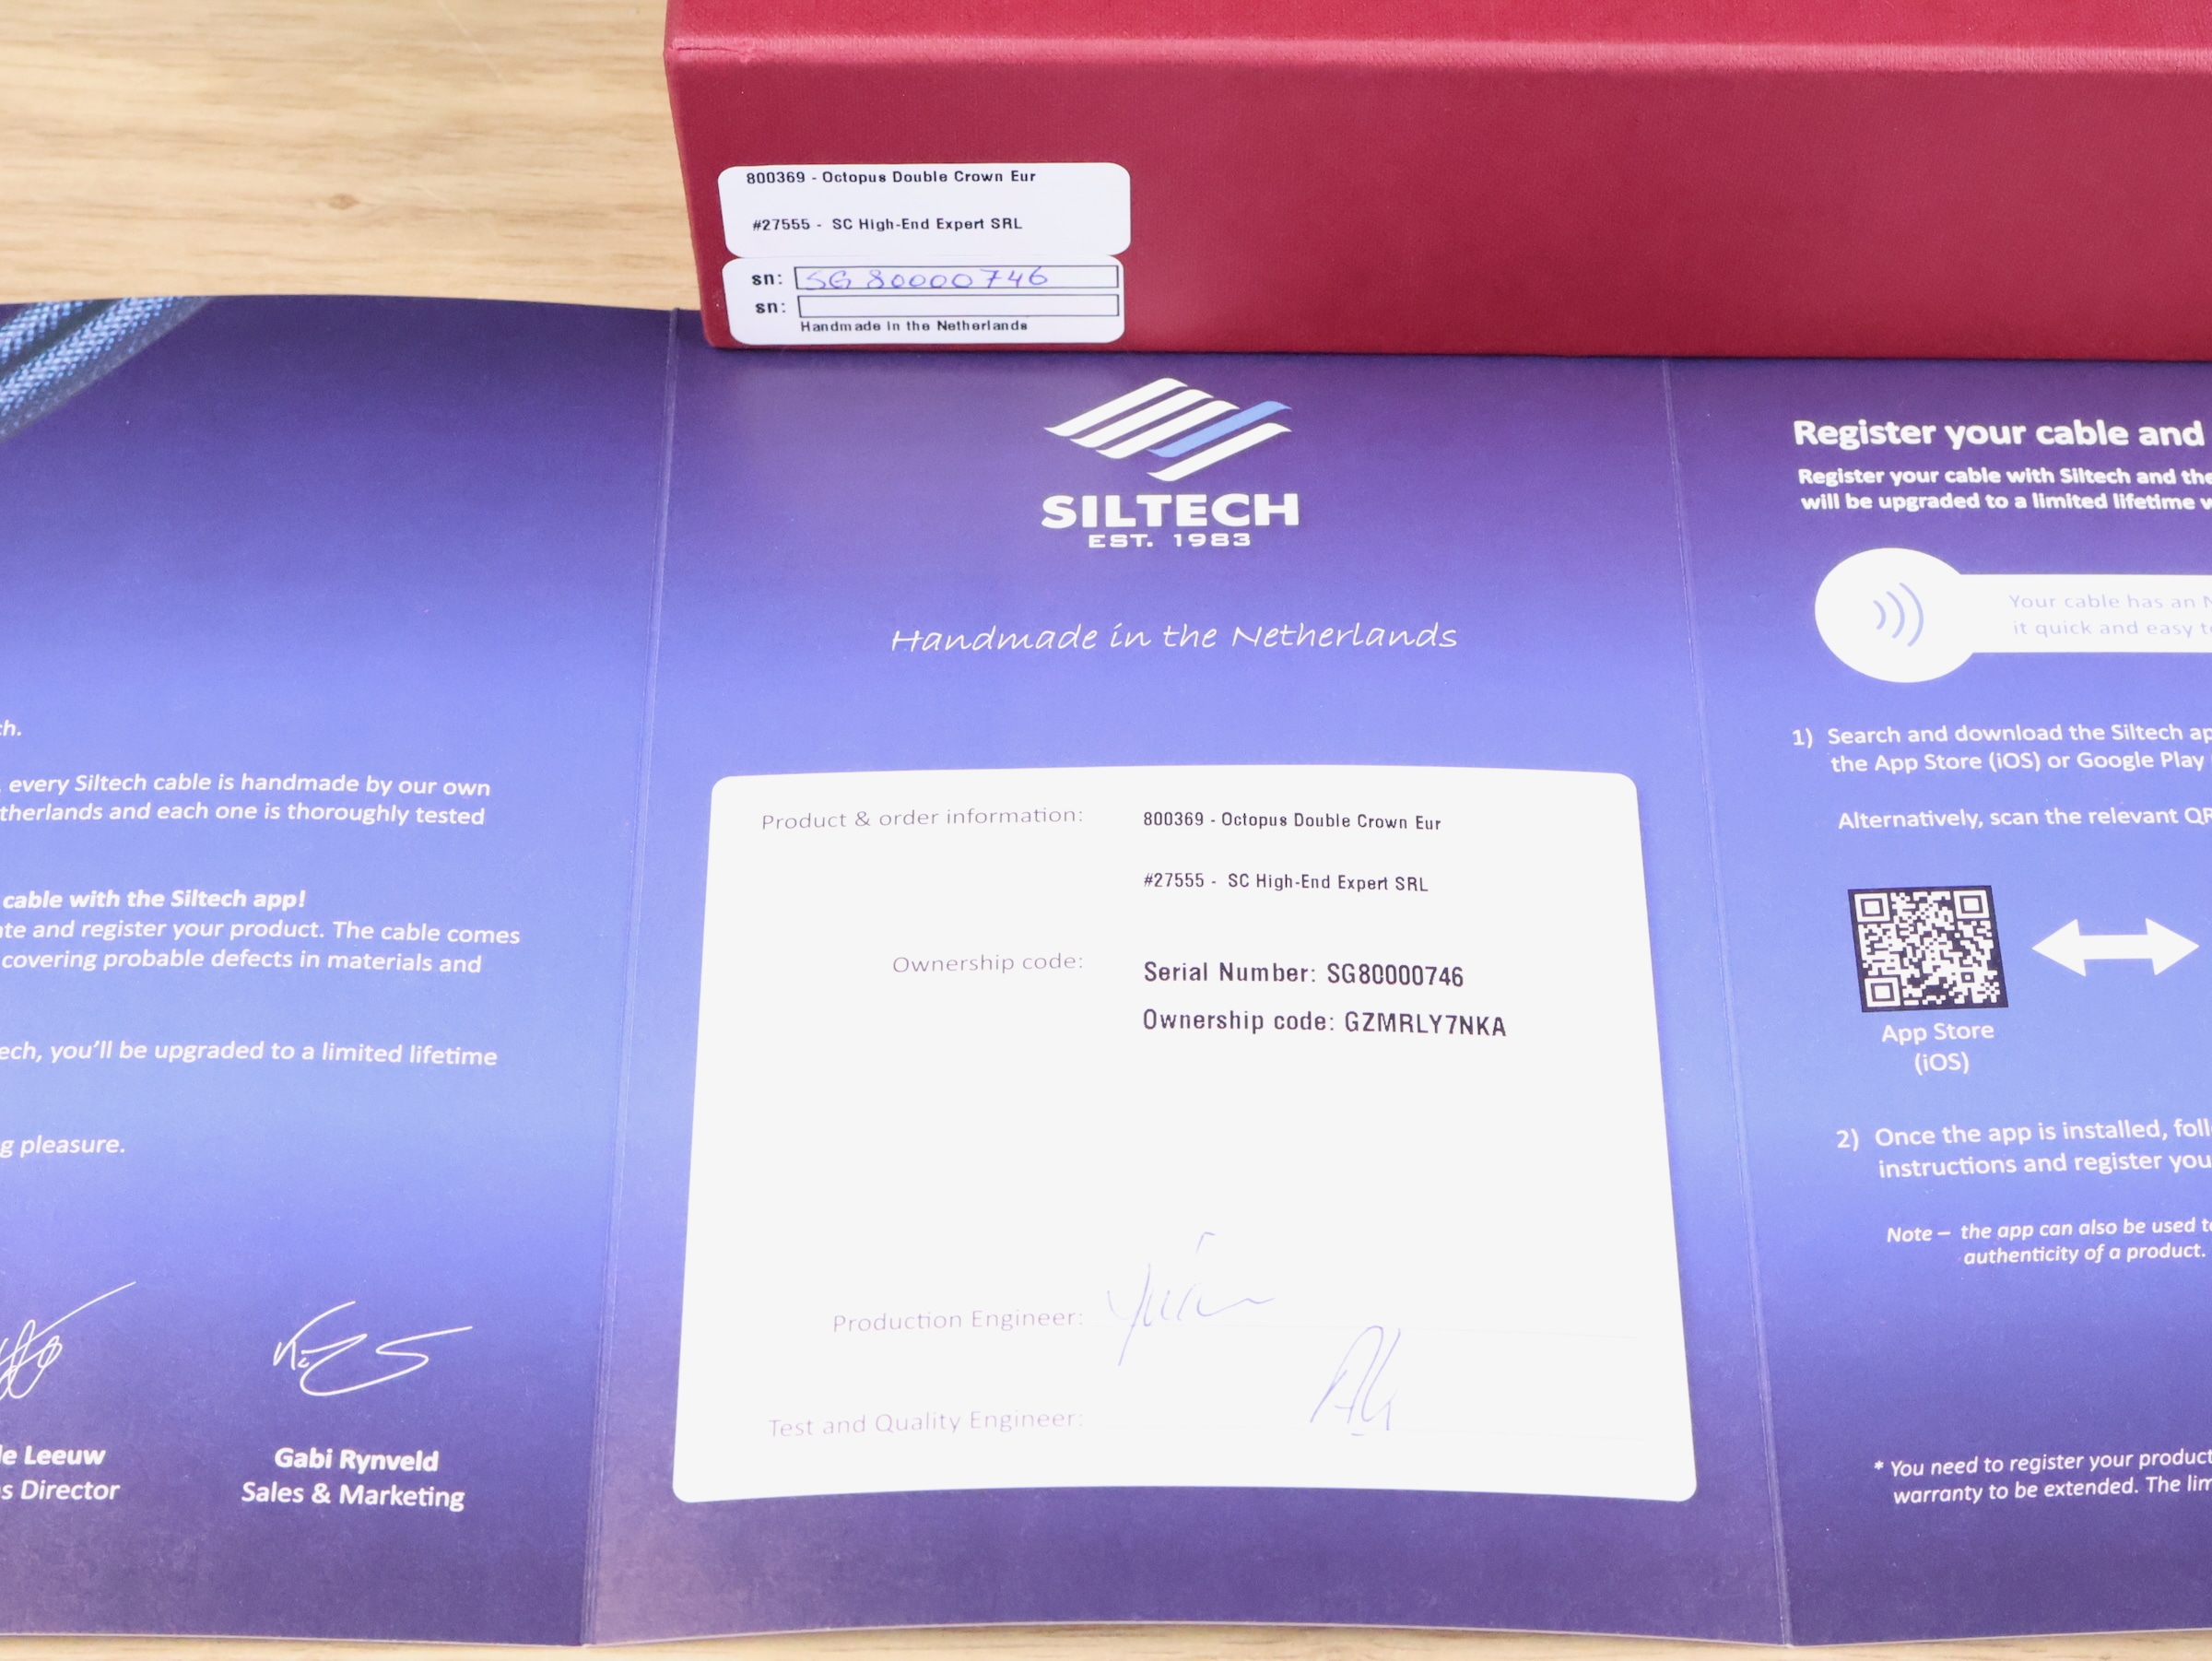 800369 - Octopus Double Crown Eur
#27555 - SC High-End Expert SRL
sn: SG 80000746
sn:
Handmade in the Netherlands
every Siltech cable is handmade by our own
and each one is thoroughly tested
cable with the Siltech app!
and register your product. The cable comes
covering probable defects in materials and
you'll be upgraded to a limited lifetime
pleasure.
Leeuw
Director
Gabi Rynveld
Sales & Marketing
SILTECH
EST. 1983
Handmade in the Netherlands
Product & order information: 800369 - Octopus Double Crown Eur
#27555 - SC High-End Expert SRL
Ownership code: Serial Number: SG80000746
Ownership code: GZMRLY7NKA
Production Engineer:
Test and Quality Engineer:
Register your cable and
Register your cable with Siltech and the
will be upgraded to a limited lifetime
Your cable has an
it quick and easy
1) Search and download the Siltech
the App Store (iOS) or Google Play
Alternatively, scan the relevant QR
App Store
(iOS)
2) Once the app is installed,
instructions and register
Note – the app can also be used
authenticity of a product.
* You need to register your product
warranty to be extended. The